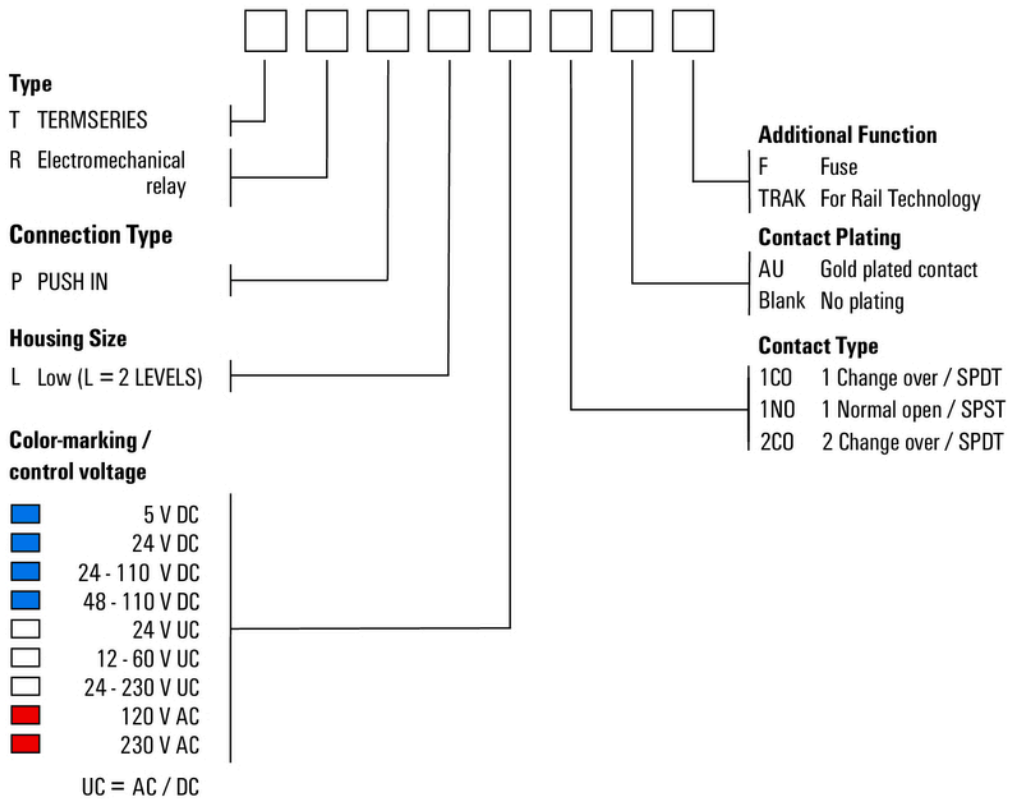 Type
T TERMSERIES
R Electromechanical
relay
Connection Type
P PUSH IN
Housing Size
L Low (L = 2 LEVELS)
Color-marking /
control voltage
5 V DC
24 V DC
24 - 110 V DC
48 - 110 V DC
24 V UC
12 - 60 V UC
24 - 230 V UC
120 V AC
230 V AC
UC = AC / DC
Additional Function
F Fuse
TRAK For Rail Technology
Contact Plating
AU Gold plated contact
Blank No plating
Contact Type
1CO 1 Change over / SPDT
1NO 1 Normal open / SPST
2CO 2 Change over / SPDT